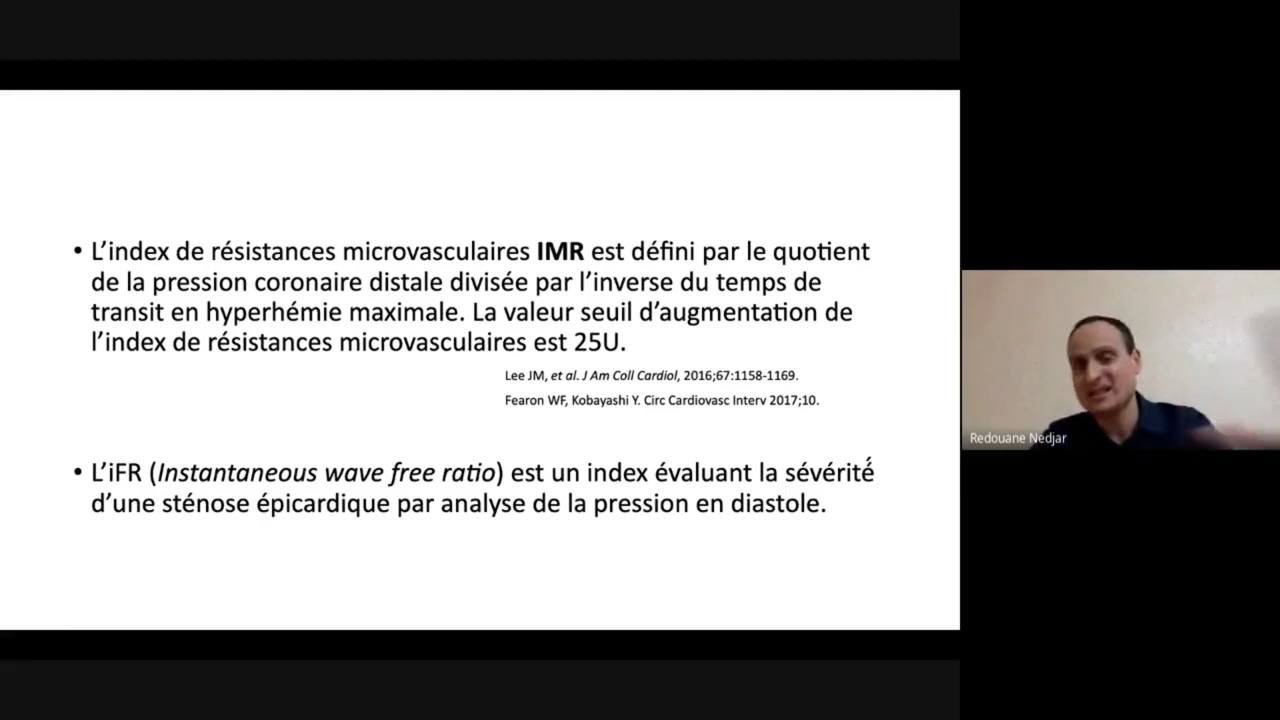 • L’index de résistances microvasculaires IMR est défini par le quotient
de la pression coronaire distale divisée par l’inverse du temps de
transit en hyperhémie maximale. La valeur seuil d’augmentation de
l’index de résistances microvasculaires est 25U.
Lee JM, et al. J Am Coll Cardiol, 2016;67:1158-1169.
Fearon WF, Kobayashi Y. Circ Cardiovasc Interv 2017;10.
• L’iFR (Instantaneous wave free ratio) est un index évaluant la sévérité́
d’une sténose épicardique par analyse de la pression en diastole.
Redouane Nedjar